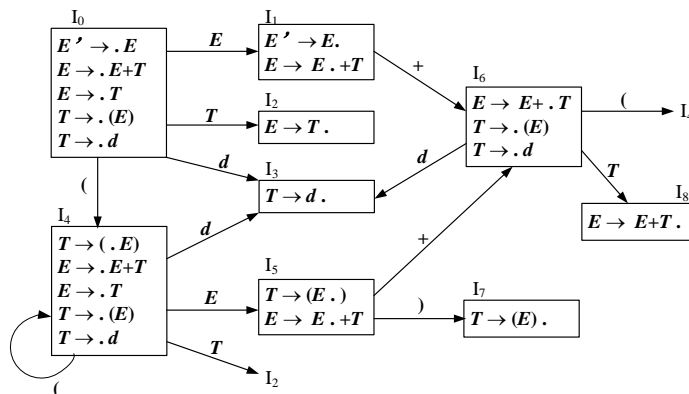 I0
E' → . E
E → . E+T
E → . T
T → . (E)
T → . d
E
T
d
(
I1
E' → E.
E → E . +T
+
I2
E → T .
I3
T → d .
d
I6
E → E+ . T
T → . (E)
T → . d
(
T
I8
E → E+T .
I4
T → ( . E)
E → . E+T
E → . T
T → . (E)
T → . d
(
d
E
T
I2
I5
T → (E . )
E → E . +T
+
)
I7
T → (E) .